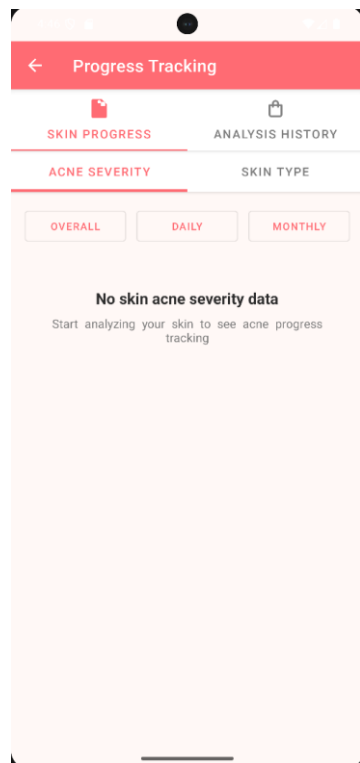 Progress Tracking
SKIN PROGRESS
ANALYSIS HISTORY
ACNE SEVERITY
SKIN TYPE
OVERALL
DAILY
MONTHLY
No skin acne severity data
Start analyzing your skin to see acne progress
tracking